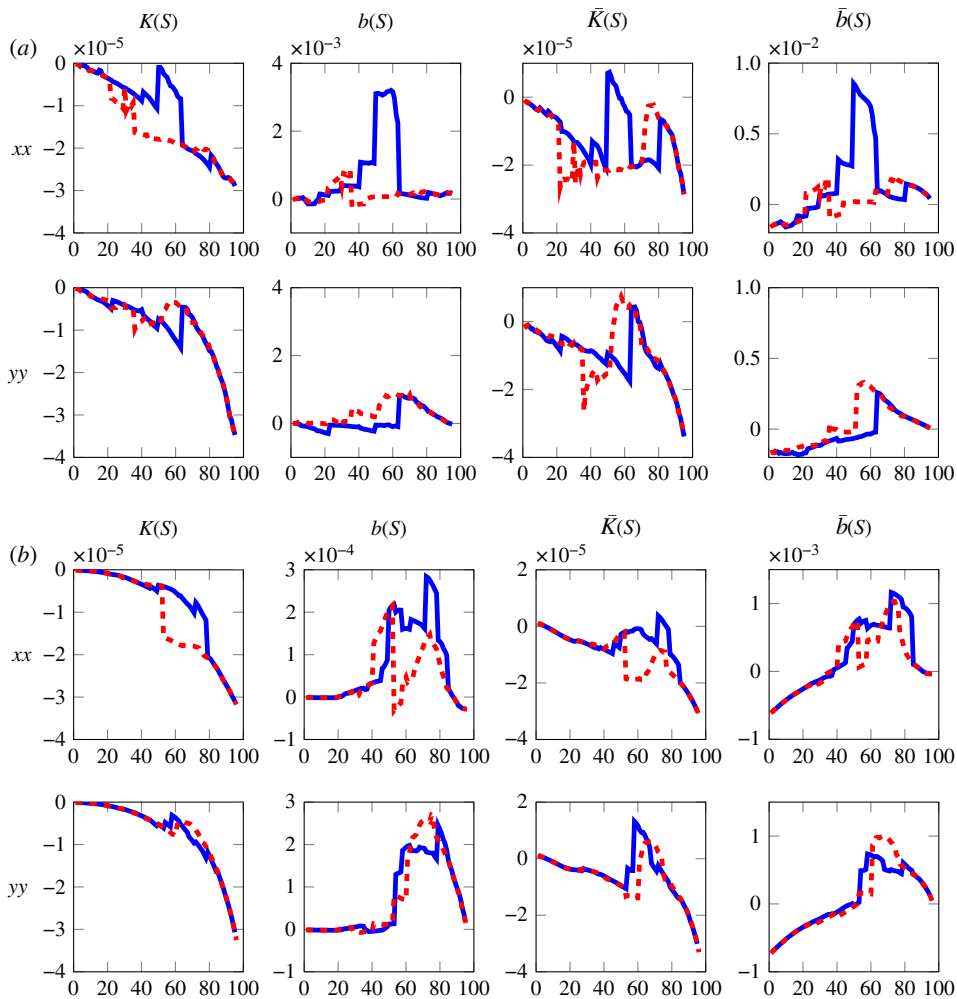 K(S) b(S) K̄(S) b̄(S)
(a) ×10−5 ×10−3 ×10−5 ×10−2
0 4 0 1.0
−1
xx −2 2 −2 0.5
−3 0 0
−4 −4
0 20 40 60 80 100 0 20 40 60 80 100 0 20 40 60 80 100 0 20 40 60 80 100
0 4 0 1.0
−1
yy −2 2 −2 0.5
−3 0 0
−4 −4
0 20 40 60 80 100 0 20 40 60 80 100 0 20 40 60 80 100 0 20 40 60 80 100
K(S) b(S) K̄(S) b̄(S)
(b) ×10−5 ×10−4 ×10−5 ×10−3
0 3 2 1
−1 2 0
xx −2 1 0
−3 0 −2
−4 −1 −4 −1
0 20 40 60 80 100 0 20 40 60 80 100 0 20 40 60 80 100 0 20 40 60 80 100
0 3 2 1
−1 2 0
yy −2 1 0
−3 0 −2
−4 −1 −4 −1
0 20 40 60 80 100 0 20 40 60 80 100 0 20 40 60 80 100 0 20 40 60 80 100